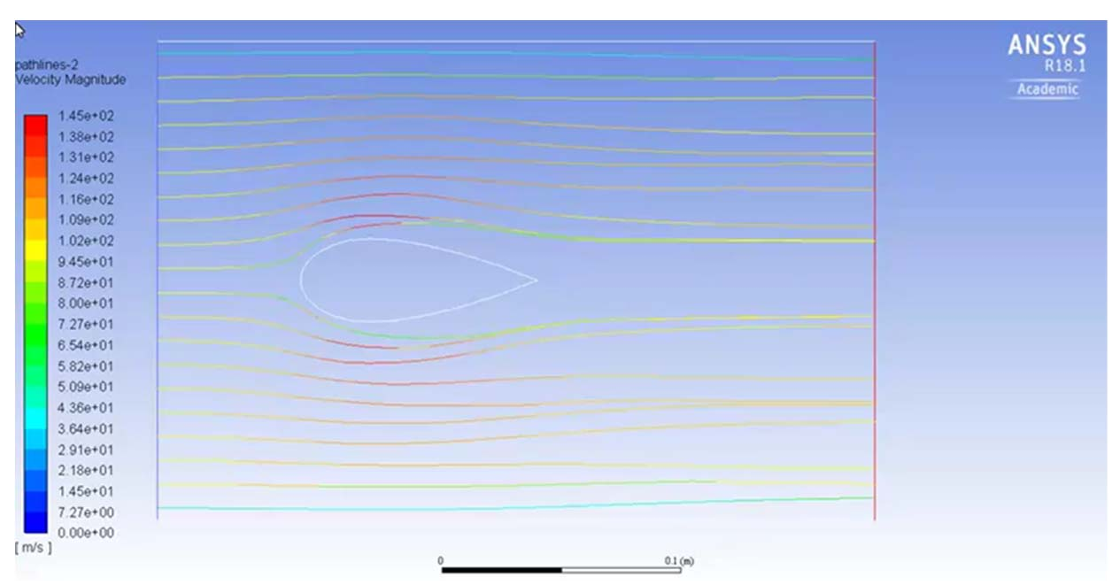 ANSYS
R18.1
Academic
pathlines-2
Velocity Magnitude
1.45e+02
1.38e+02
1.31e+02
1.24e+02
1.16e+02
1.09e+02
1.02e+02
9.45e+01
8.72e+01
8.00e+01
7.27e+01
6.54e+01
5.82e+01
5.09e+01
4.36e+01
3.64e+01
2.91e+01
2.18e+01
1.45e+01
7.27e+00
0.00e+00
[ m/s ]
0 0.1 (m)